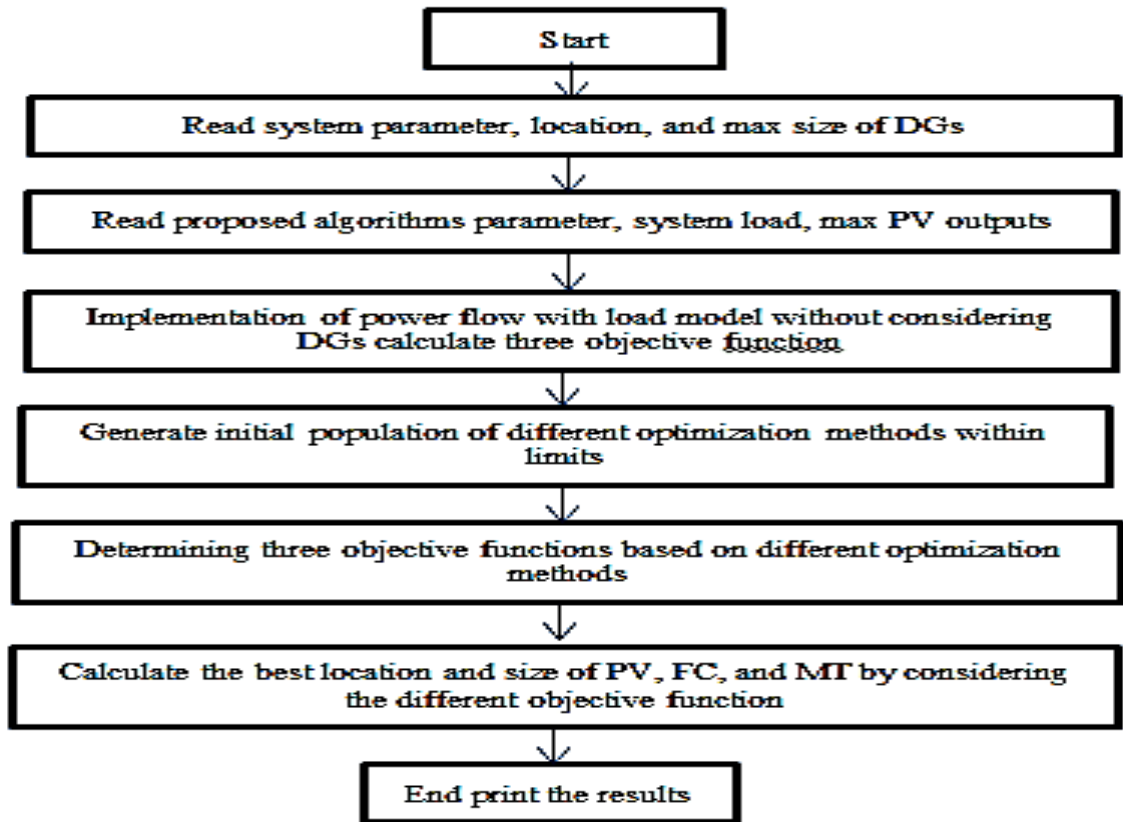 Start
Read system parameter, location, and max size of DGs
Read proposed algorithms parameter, system load, max PV outputs
Implementation of power flow with load model without considering
DGs calculate three objective function
Generate initial population of different optimization methods within
limits
Determining three objective functions based on different optimization
methods
Calculate the best location and size of PV, FC, and MT by considering
the different objective function
End print the results